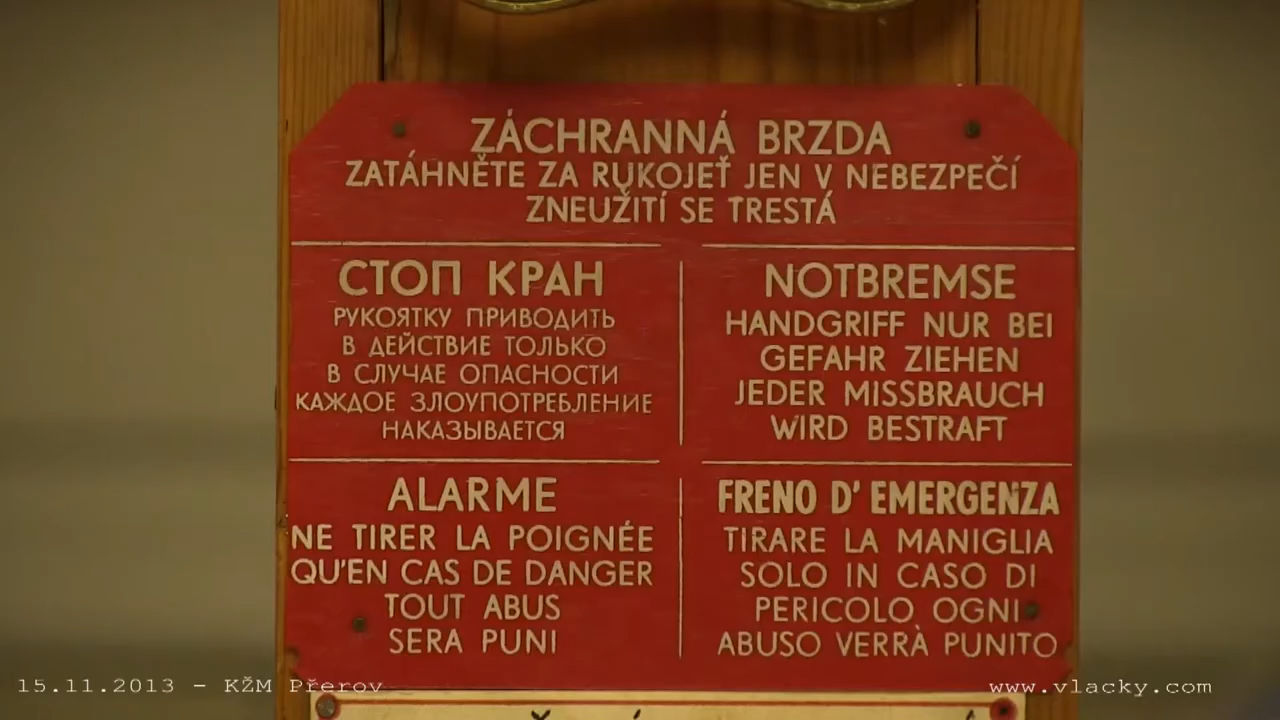 ZÁCHRANNÁ BRZDA
ZATÁHNĚTE ZA RUKOJEŤ JEN V NEBEZPEČÍ
ZNEUŽITÍ SE TRESTÁ
СТОП КРАН
РУКОЯТКУ ПРИВОДИТЬ
В ДЕЙСТВИЕ ТОЛЬКО
В СЛУЧАЕ ОПАСНОСТИ
КАЖДОЕ ЗЛОУПОТРЕБЛЕНИЕ
НАКАЗЫВАЕТСЯ
NOTBREMSE
HANDGRIFF NUR BEI
GEFAHR ZIEHEN
JEDER MISSBRAUCH
WIRD BESTRAFT
ALARME
NE TIRER LA POIGNÉE
QU'EN CAS DE DANGER
TOUT ABUS
SERA PUNI
FRENO D' EMERGENZA
TIRARE LA MANIGLIA
SOLO IN CASO DI
PERICOLO OGNI
ABUSO VERRÀ PUNITO
15.11.2013 - KŽM Přerov
www.vlacky.com